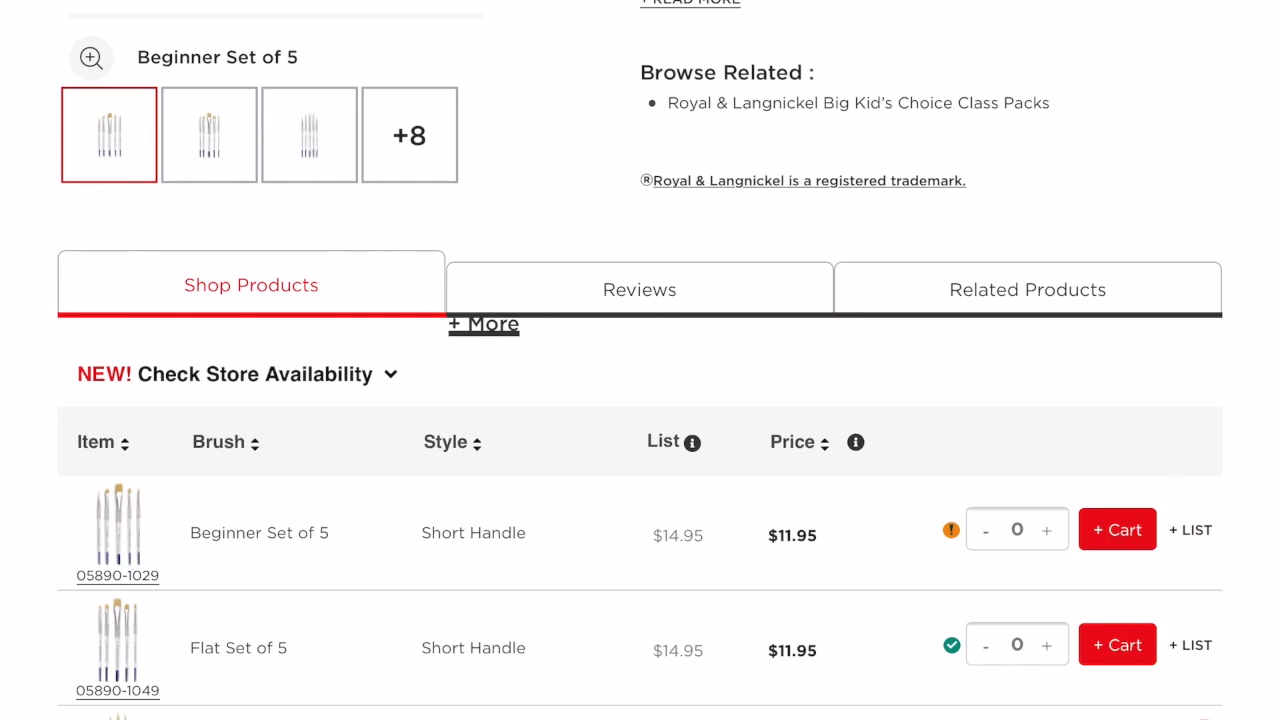 + READ MORE
Beginner Set of 5
+8
Browse Related :
Royal & Langnickel Big Kid’s Choice Class Packs
®Royal & Langnickel is a registered trademark.
Shop Products
Reviews
Related Products
+ More
NEW! Check Store Availability
Item Brush Style List Price
Beginner Set of 5 Short Handle $14.95 $11.95 - 0 + + Cart + LIST
05890-1029
Flat Set of 5 Short Handle $14.95 $11.95 - 0 + + Cart + LIST
05890-1049